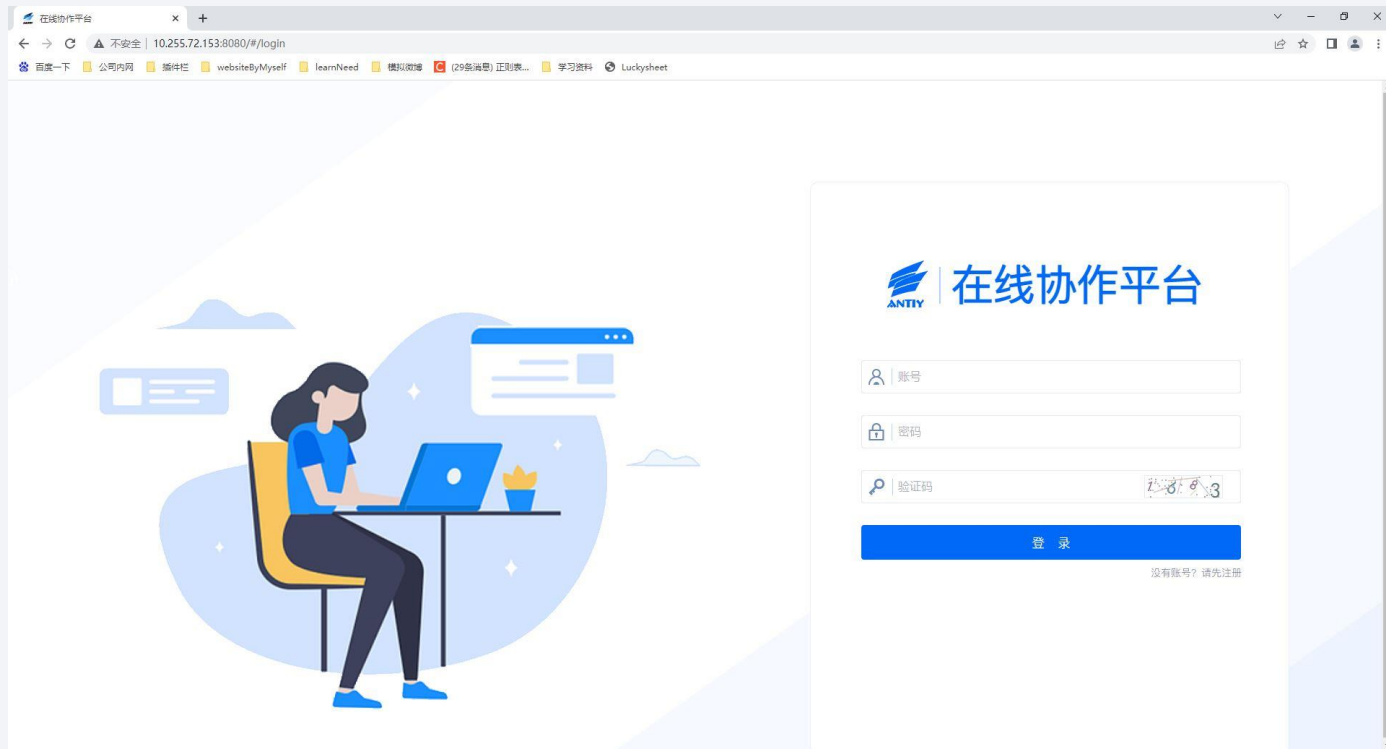 在线协作平台
不安全 | 10.255.72.153:8080/#/login
百度一下 公司内网 插件栏 websiteByMyself learnNeed 模拟微博 (29条消息) 正则表... 学习资料 Luckysheet
ANTIY 在线协作平台
账号
密码
验证码
登 录
没有账号？请先注册